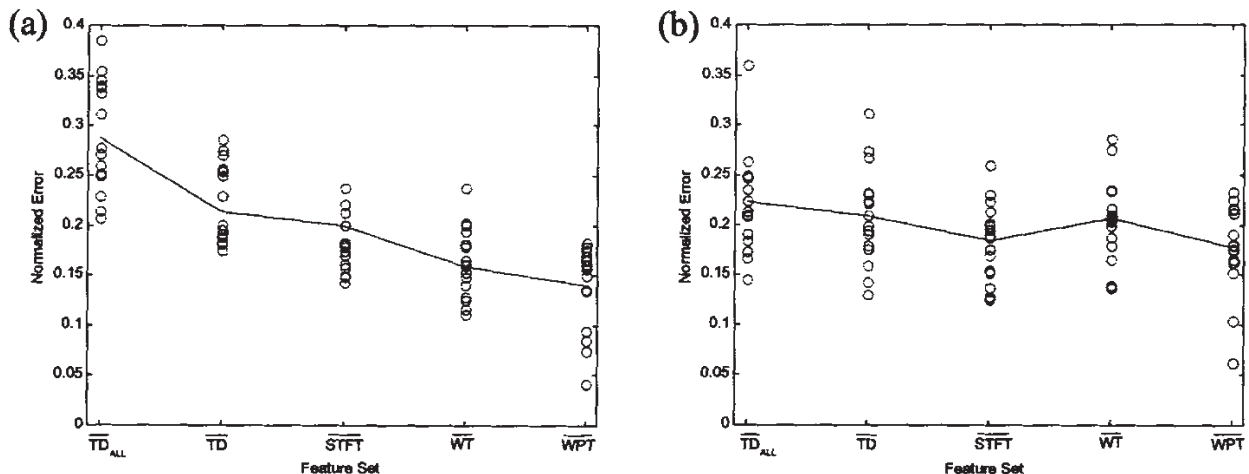 (a)
0.4
0.35
0.3
0.25
0.2
0.15
0.1
0.05
0
Normalized Error
TD ALL
TD
STFT
WT
WPT
Feature Set
(b)
0.4
0.35
0.3
0.25
0.2
0.15
0.1
0.05
0
Normalized Error
TD ALL
TD
STFT
WT
WPT
Feature Set